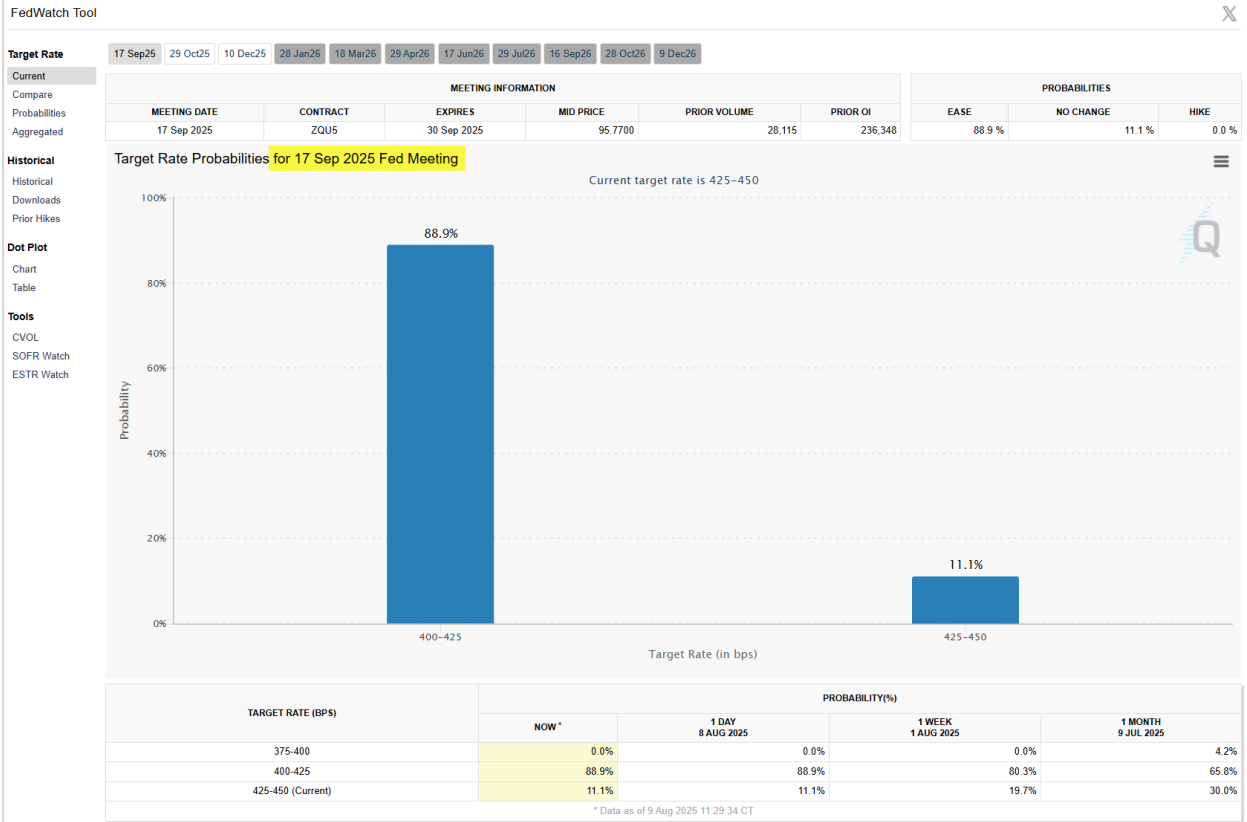 FedWatch Tool
Target Rate
Current
Compare
Probabilities
Aggregated
Historical
Historical
Downloads
Prior Hikes
Dot Plot
Chart
Table
Tools
CVOL
SOFR Watch
ESTR Watch
17 Sep25 29 Oct25 10 Dec25 28 Jan26 18 Mar26 29 Apr26 17 Jun26 29 Jul26 16 Sep26 28 Oct26 9 Dec26
MEETING INFORMATION
MEETING DATE CONTRACT EXPIRES MID PRICE PRIOR VOLUME PRIOR OI
17 Sep 2025 ZQU5 30 Sep 2025 95.7700 28,115 236,348
PROBABILITIES
EASE NO CHANGE HIKE
88.9 % 11.1 % 0.0 %
Target Rate Probabilities for 17 Sep 2025 Fed Meeting
Current target rate is 425–450
Q
100%
80%
60%
40%
20%
0%
Probability
88.9%
11.1%
400–425 425–450
Target Rate (in bps)
TARGET RATE (BPS) PROBABILITY(%)
NOW * 1 DAY 1 WEEK 1 MONTH
8 AUG 2025 1 AUG 2025 9 JUL 2025
375-400 0.0% 0.0% 0.0% 4.2%
400-425 88.9% 88.9% 80.3% 65.8%
425-450 (Current) 11.1% 11.1% 19.7% 30.0%
* Data as of 9 Aug 2025 11:29:34 CT